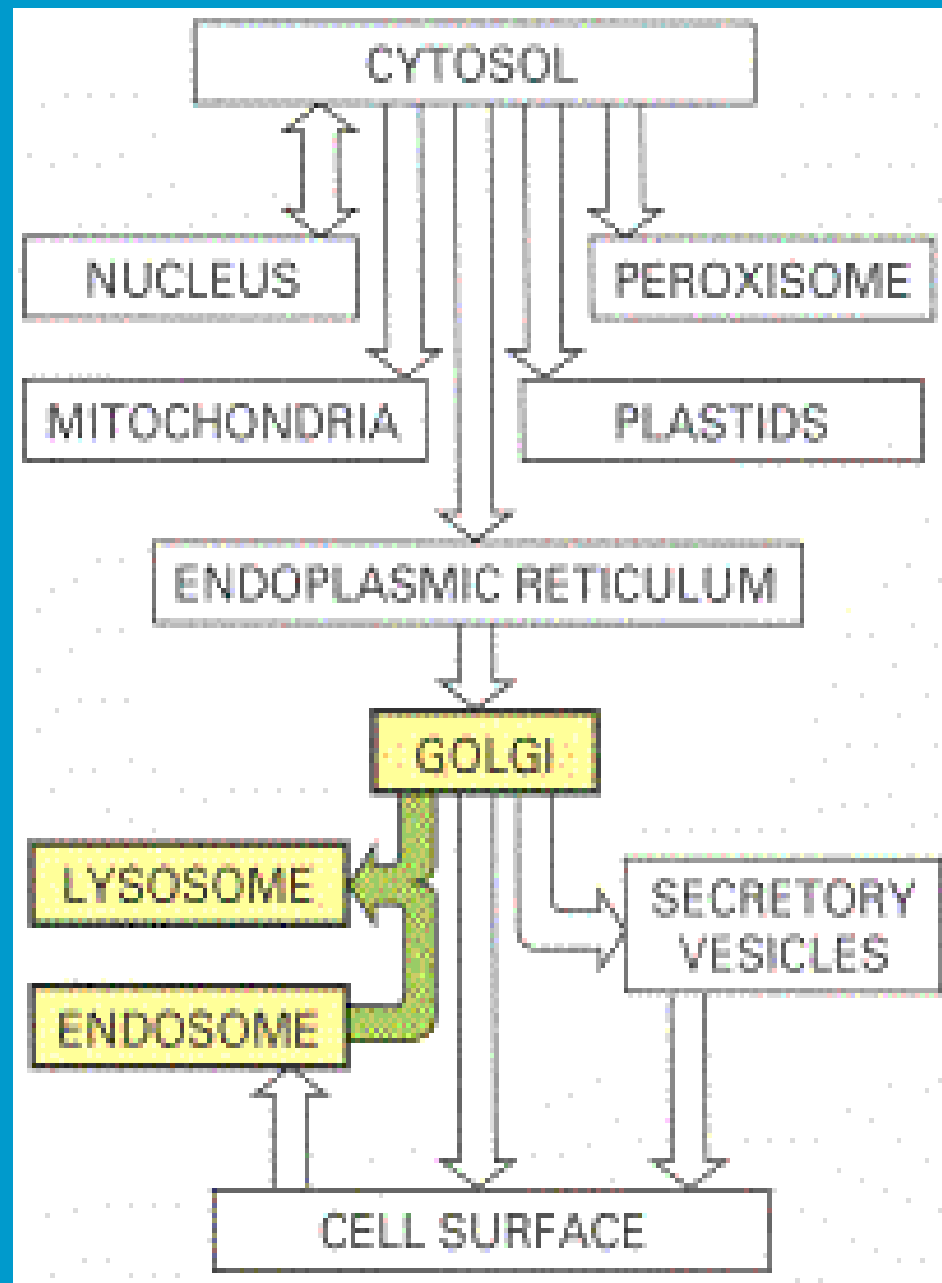 CYTOSOL
NUCLEUS
PEROXISOME
MITOCHONDRIA
PLASTIDS
ENDOPLASMIC RETICULUM
GOLGI
LYSOSOME
SECRETORY
VESICLES
ENDOSOME
CELL SURFACE